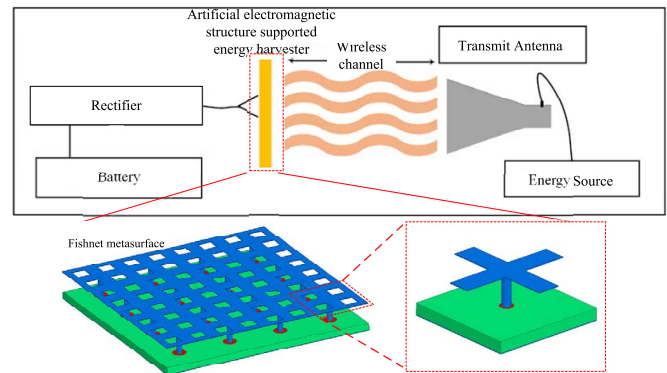 Artificial electromagnetic
structure supported
energy harvester
Wireless
channel
Transmit Antenna
Rectifier
Battery
Energy Source
Fishnet metasurface